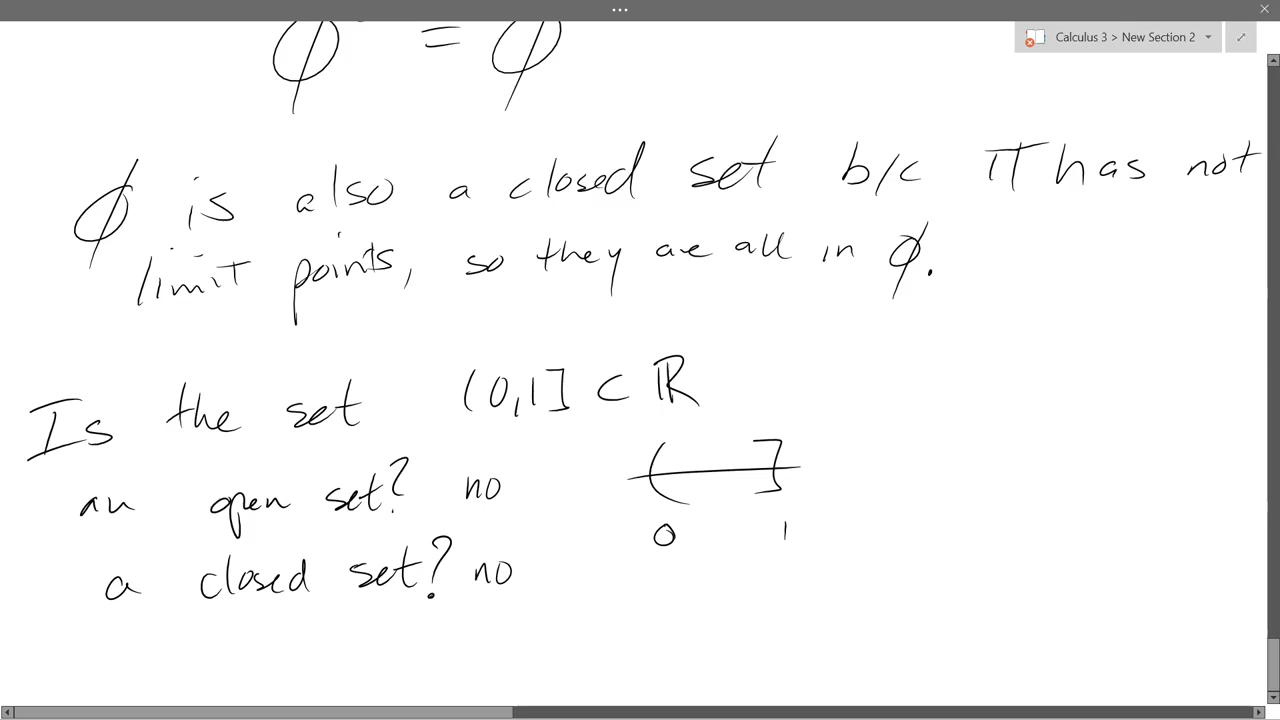 ...
Calculus 3 > New Section 2
∅° = ∅
∅ is also a closed set b/c it has not
limit points, so they are all in ∅.
Is the set (0,1] ⊂ ℝ
an open set? no
( ]
0 1
a closed set? no